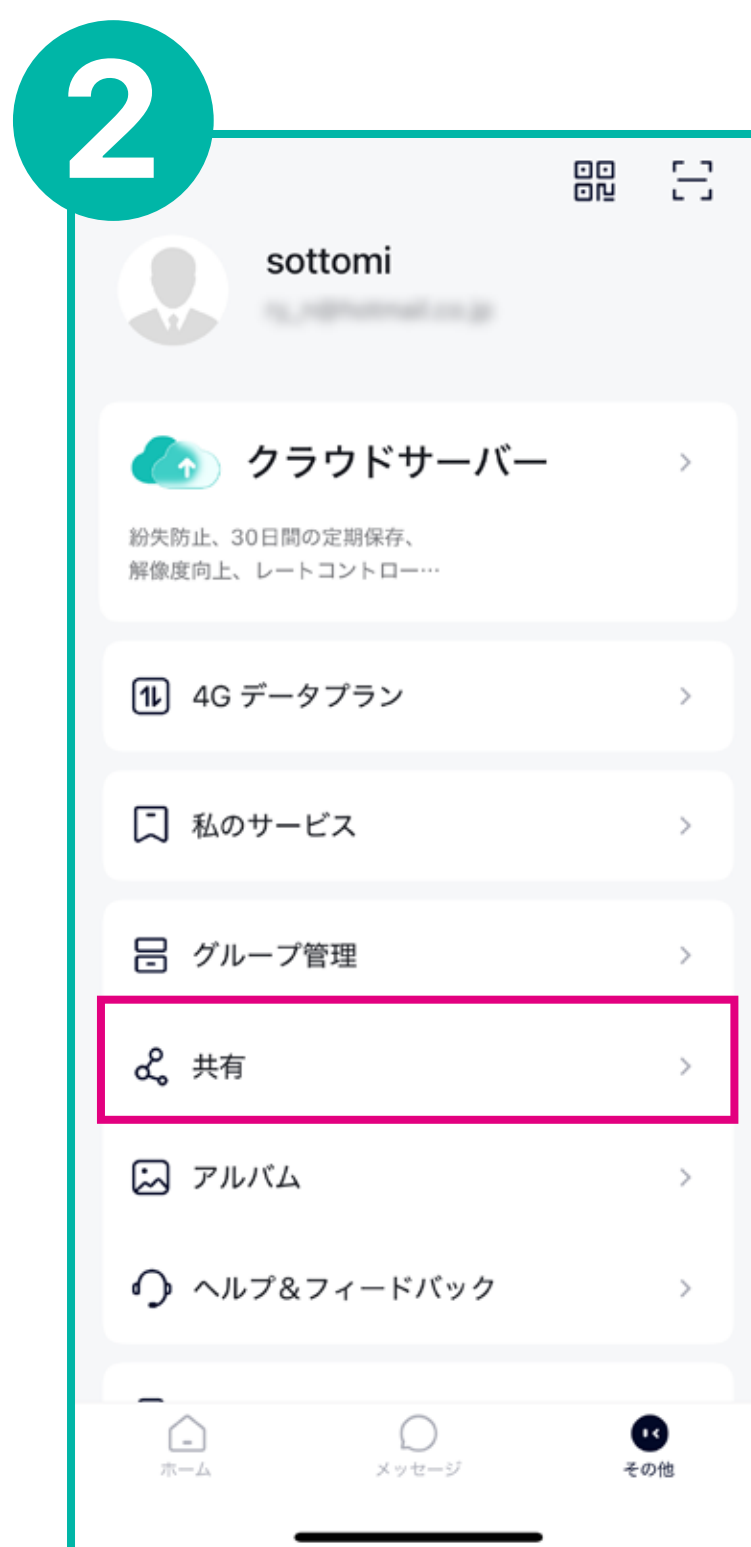 2
sottomi
クラウドサーバー
紛失防止、30日間の定期保存、
解像度向上、レートコントロー…
4G データプラン
私のサービス
グループ管理
共有
アルバム
ヘルプ&フィードバック
ホーム
メッセージ
その他